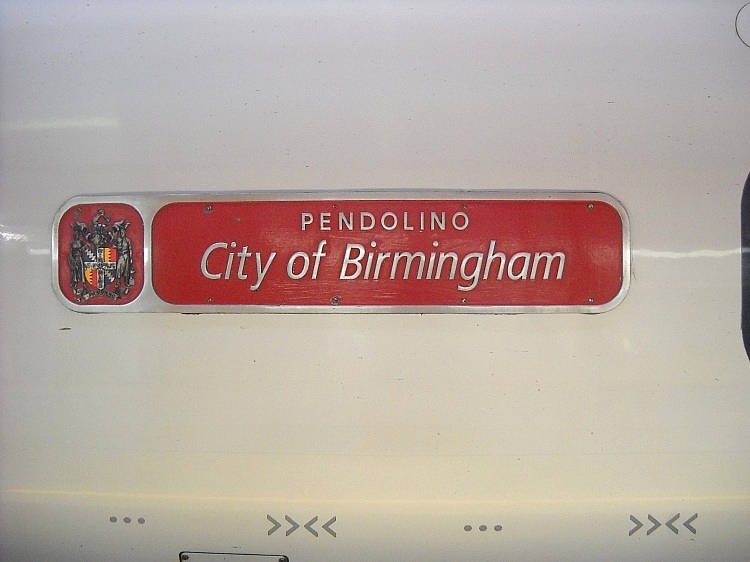 PENDOLINO
City of Birmingham
••• >><< ••• >><<